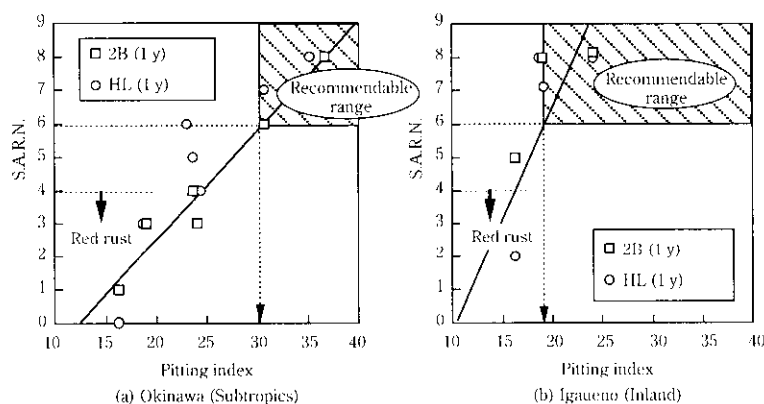 9
8
7
6
5
4
3
2
1
0
S.A.R.N.
2B (1 y)
HL (1 y)
Recommendable
range
Red rust
10 15 20 25 30 35 40
Pitting index
(a) Okinawa (Subtropics)
9
8
7
6
5
4
3
2
1
0
S.A.R.N.
Recommendable
range
Red rust
2B (1 y)
HL (1 y)
10 15 20 25 30 35 40
Pitting index
(b) Igaueno (Inland)